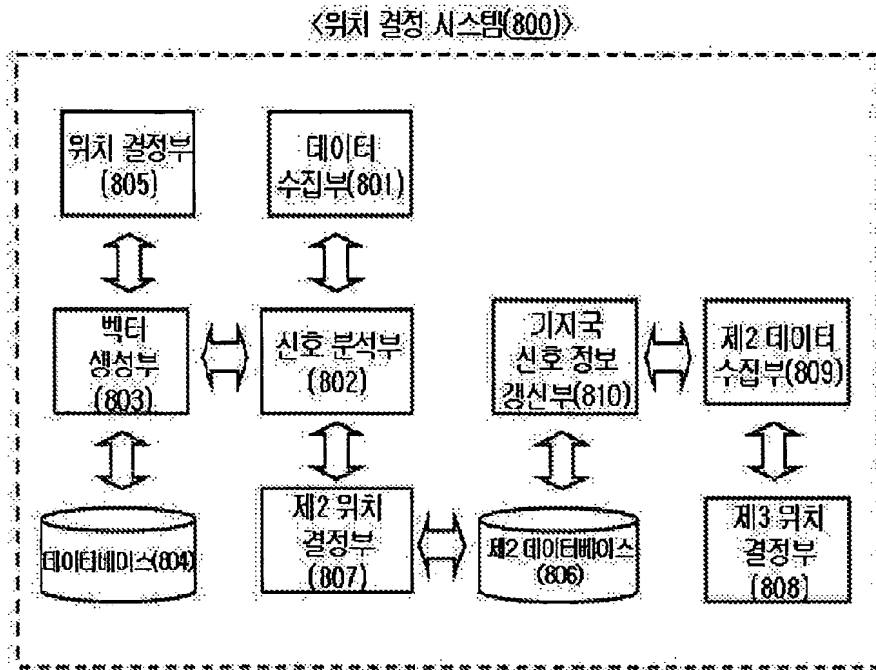 <위치 결정 시스템(800)>
위치 결정부
(805)
데이터
수집부(801)
벡터
생성부
(803)
신호 분석부
(802)
기지국
신호 정보
갱신부(810)
제2 데이터
수집부(809)
데이터베이스(804)
제2 위치
결정부
(807)
제2 데이터베이스
(806)
제3 위치
결정부
(808)